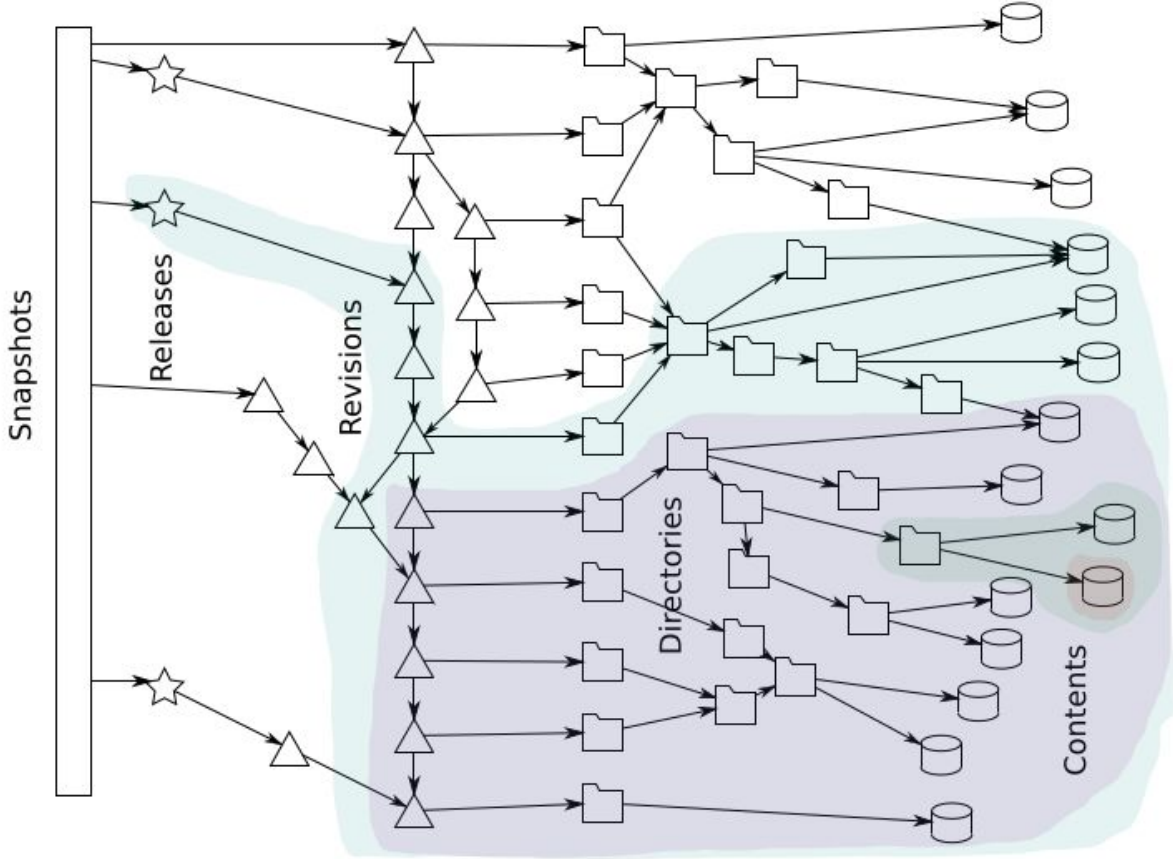 Snapshots
Releases
Revisions
Directories
Contents